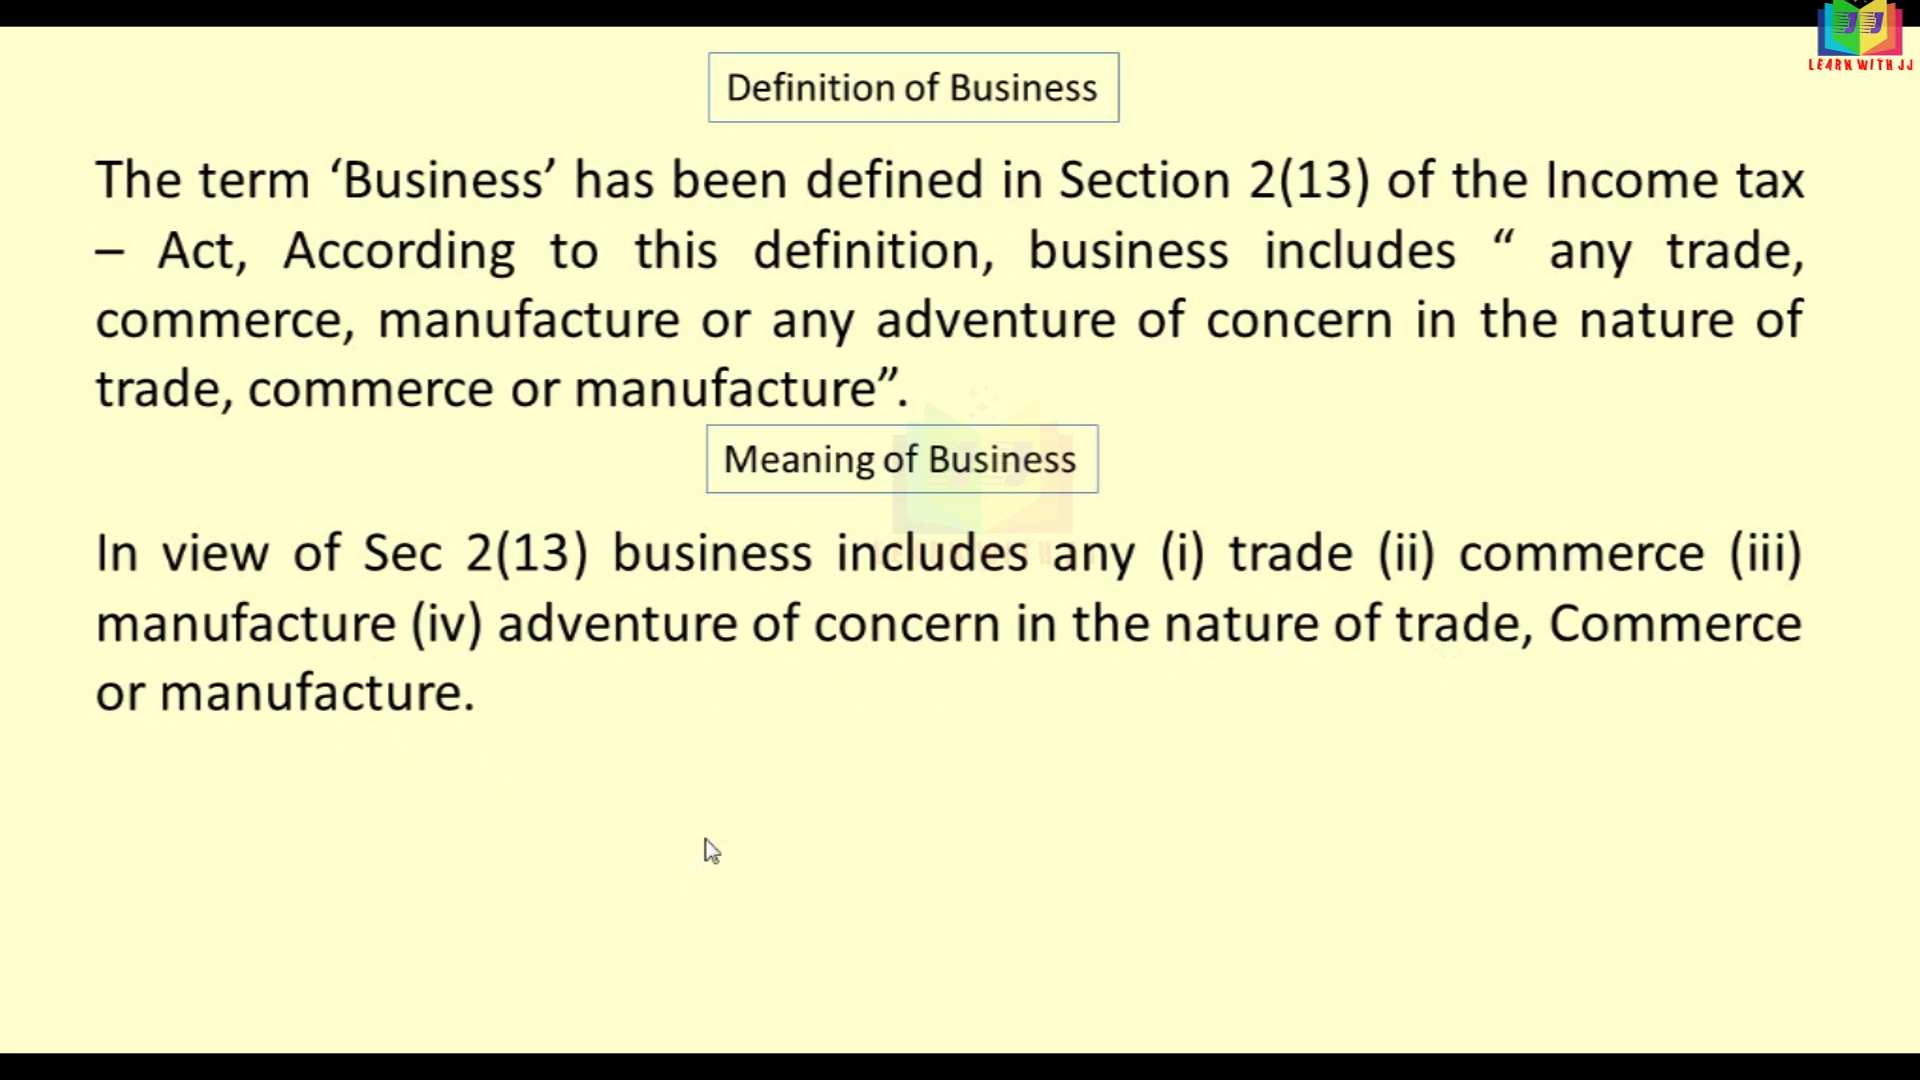 LEARN WITH JJ
Definition of Business
The term ‘Business’ has been defined in Section 2(13) of the Income tax
– Act, According to this definition, business includes “ any trade,
commerce, manufacture or any adventure of concern in the nature of
trade, commerce or manufacture”.
Meaning of Business
In view of Sec 2(13) business includes any (i) trade (ii) commerce (iii)
manufacture (iv) adventure of concern in the nature of trade, Commerce
or manufacture.